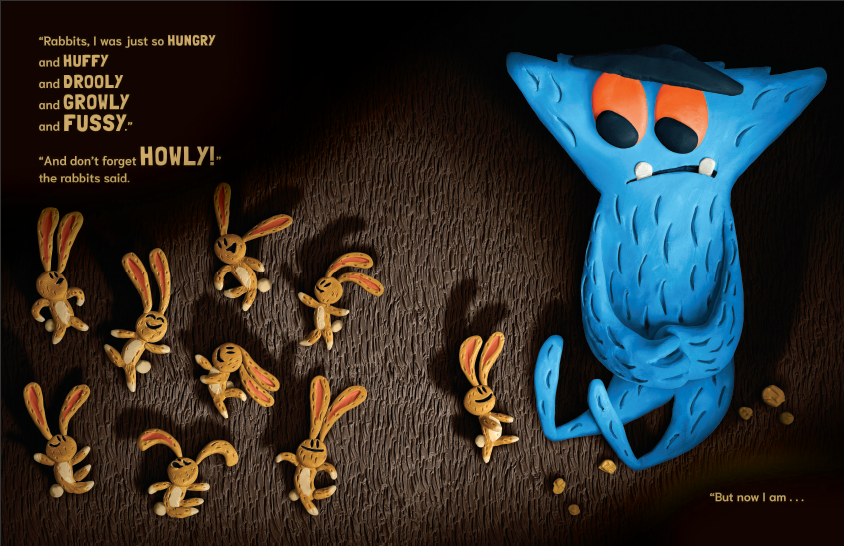 “Rabbits, I was just so HUNGRY
and HUFFY
and DROOLY
and GROWLY
and FUSSY.”
“And don’t forget HOWLY!”
the rabbits said.
“But now I am . . .